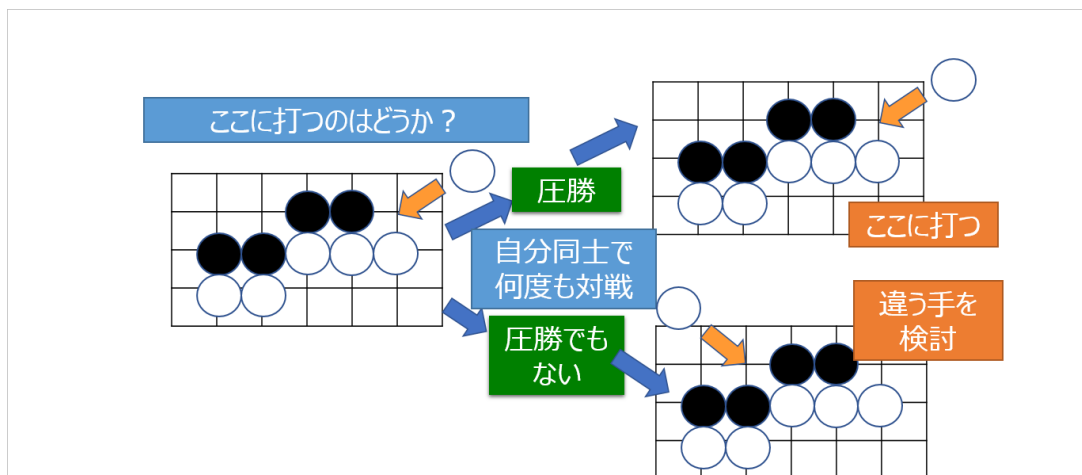 ここに打つのはどうか？
圧勝
自分同士で
何度も対戦
圧勝でも
ない
ここに打つ
違う手を
検討